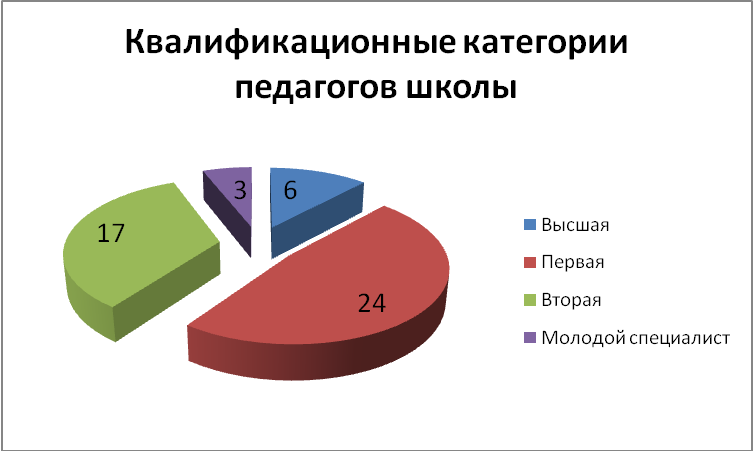 Квалификационные категории
педагогов школы
3
6
17
24
Высшая
Первая
Вторая
Молодой специалист